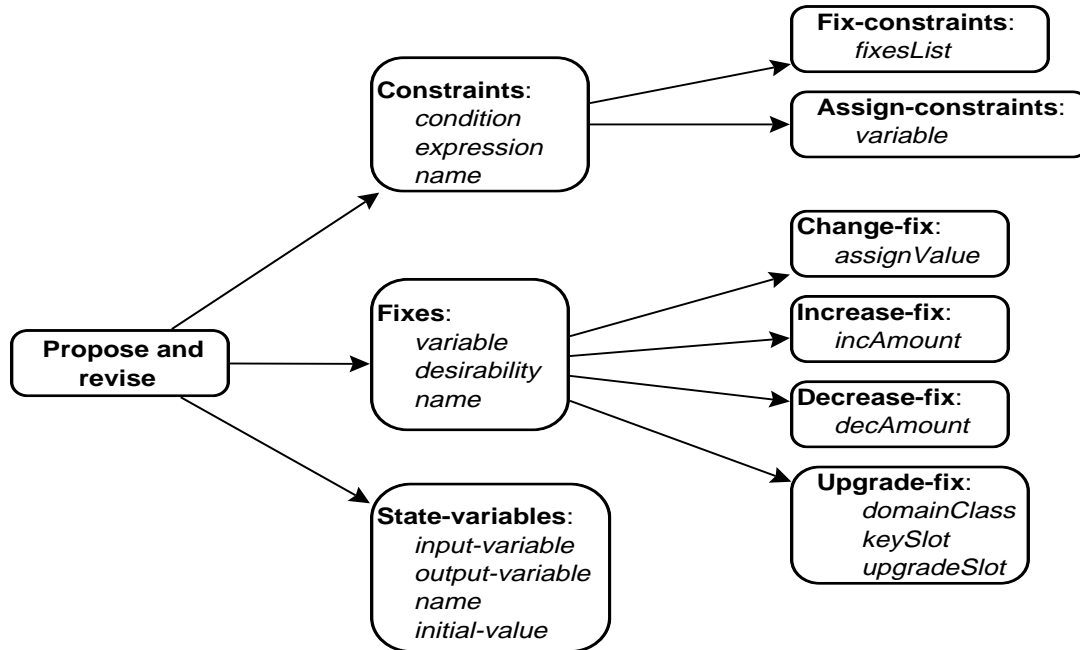 Propose and
revise
Constraints:
condition
expression
name
Fixes:
variable
desirability
name
State-variables:
input-variable
output-variable
name
initial-value
Fix-constraints:
fixesList
Assign-constraints:
variable
Change-fix:
assignValue
Increase-fix:
incAmount
Decrease-fix:
decAmount
Upgrade-fix:
domainClass
keySlot
upgradeSlot